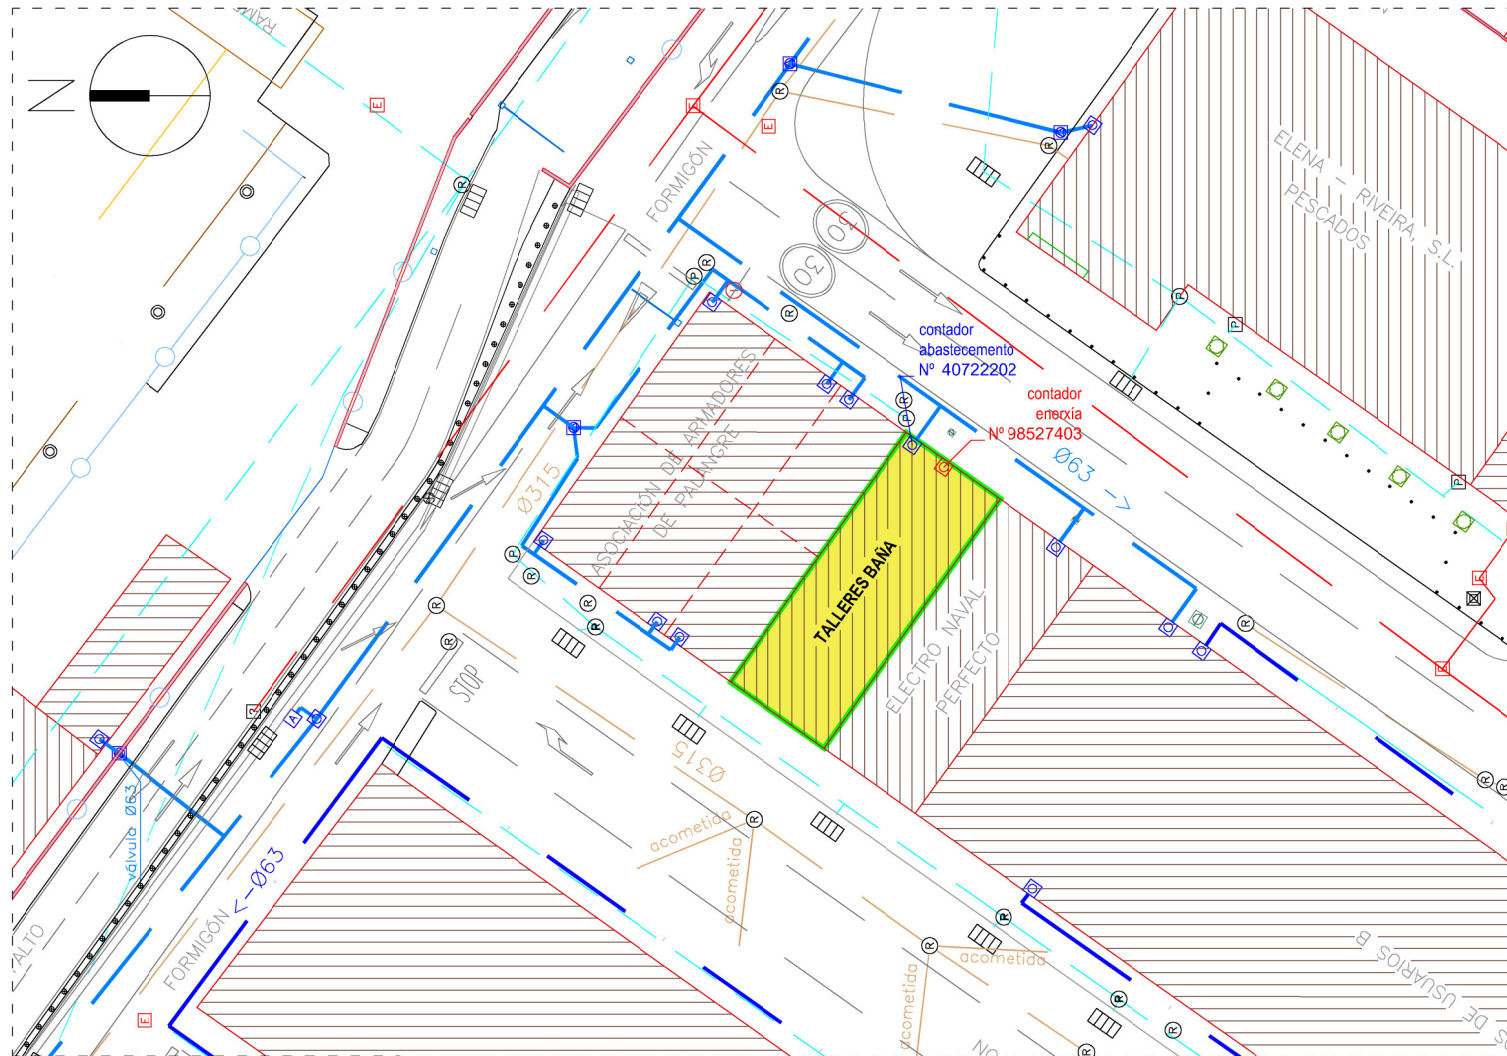 N
FORMIGÓN
30
30
ELENA - RIVEIRA, S.L.
PESCADOS
contador
abastecemento
Nº 40722202
contador
enerxía
Nº 98527403
Ø63 ->
ASOCIACIÓN DE ARMADORES
DE PALANGRE
Ø315
TALLERES BAÑA
ELECTRO NAVAL
PERFECTO
STOP
Ø315
válvula Ø63
<-Ø63
FORMIGÓN
acometida
acometida
acometida
acometida
DE USUARIOS B